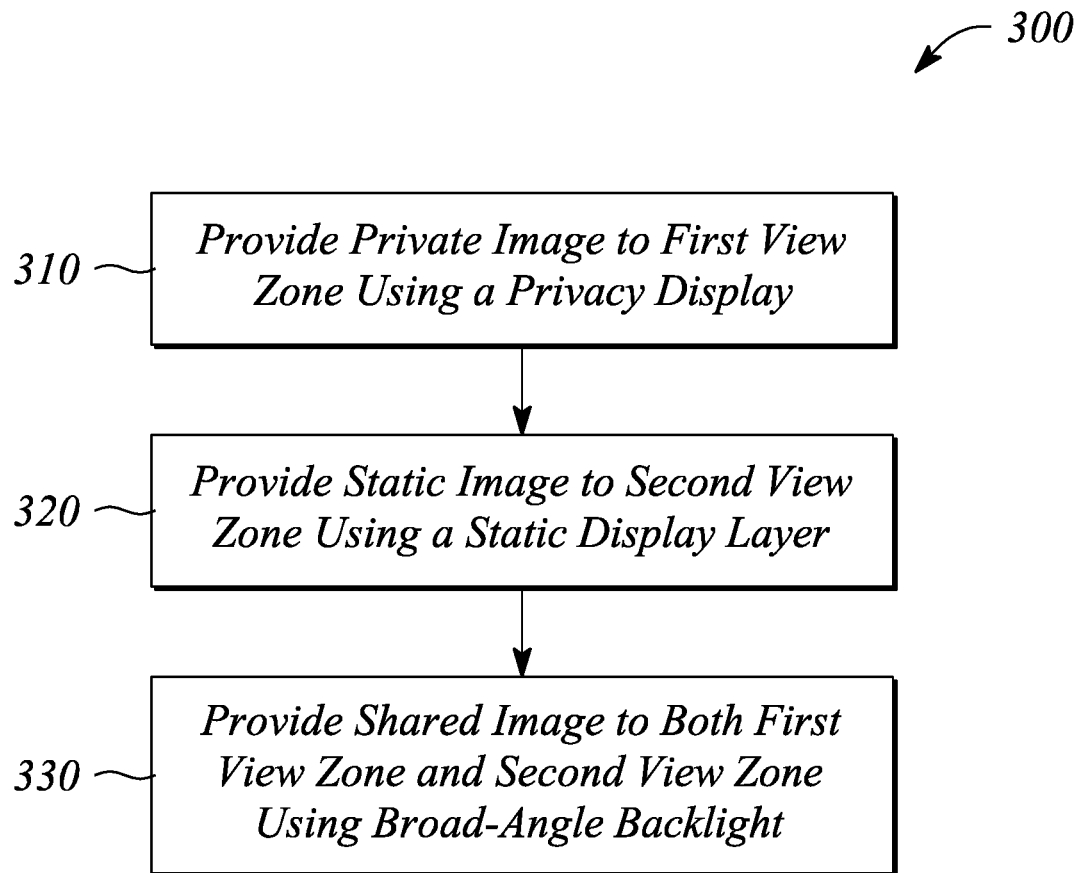 300
310
Provide Private Image to First View
Zone Using a Privacy Display
320
Provide Static Image to Second View
Zone Using a Static Display Layer
330
Provide Shared Image to Both First
View Zone and Second View Zone
Using Broad-Angle Backlight